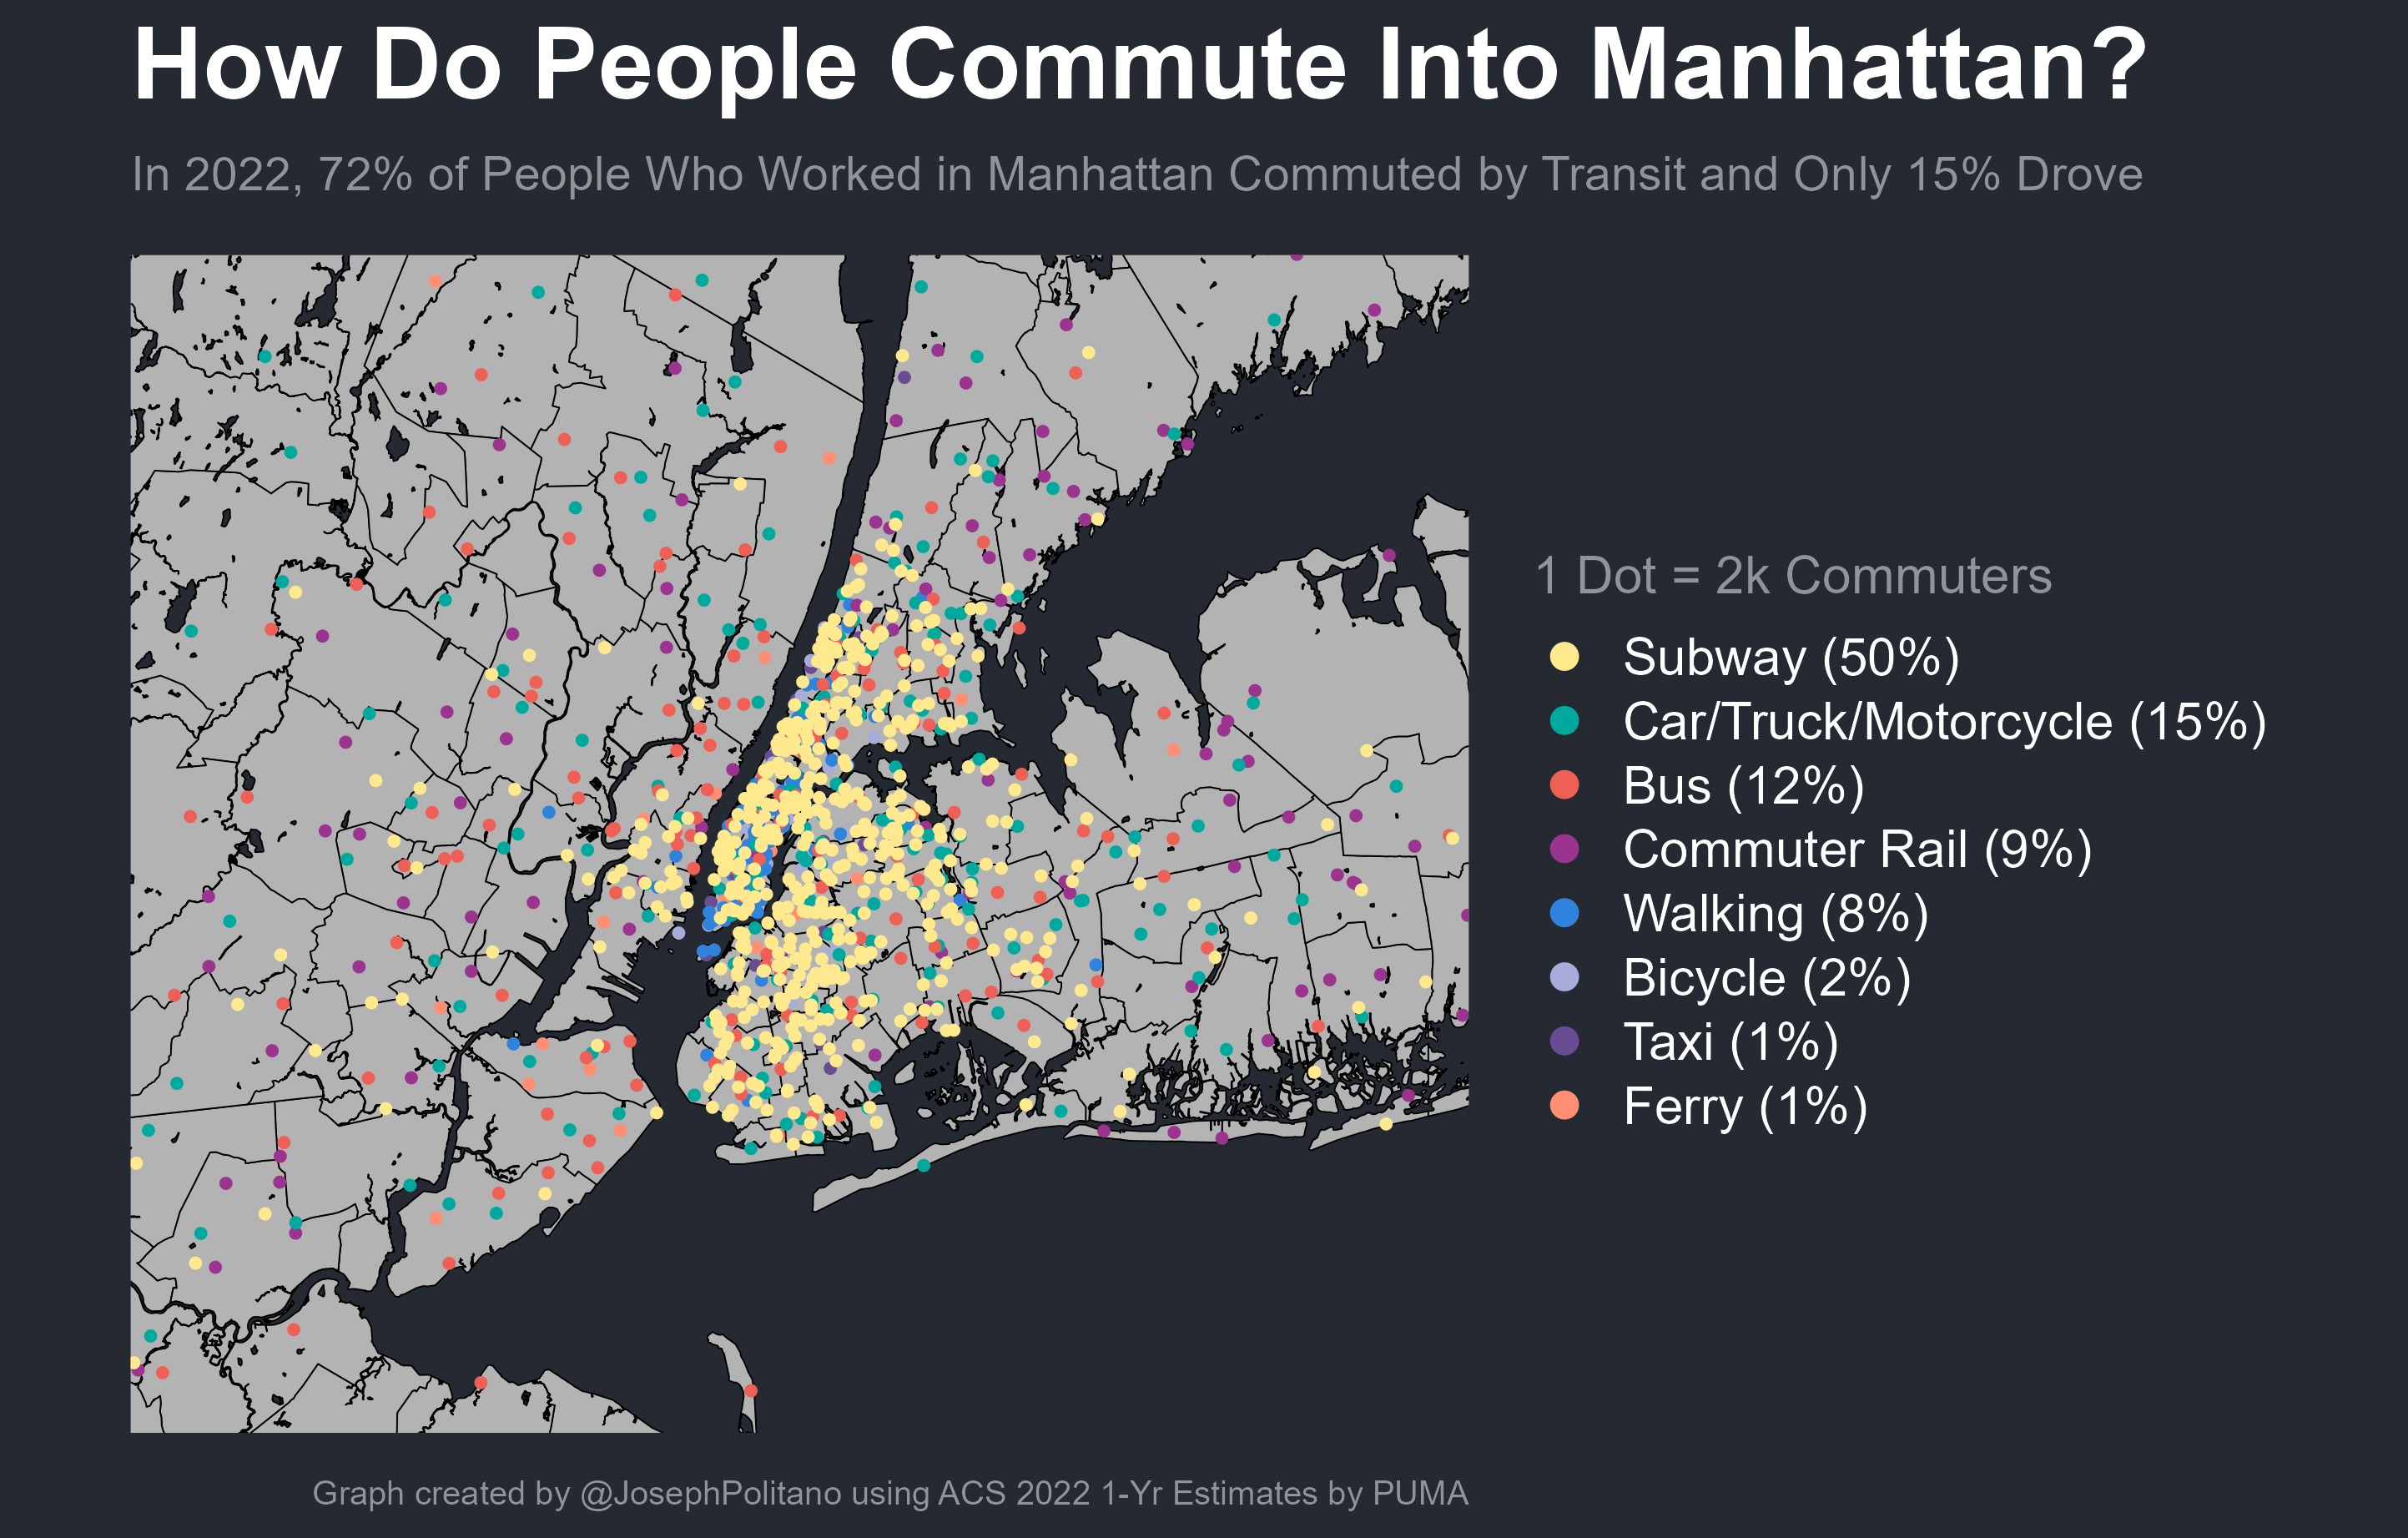 How Do People Commute Into Manhattan?
In 2022, 72% of People Who Worked in Manhattan Commuted by Transit and Only 15% Drove
1 Dot = 2k Commuters
Subway (50%)
Car/Truck/Motorcycle (15%)
Bus (12%)
Commuter Rail (9%)
Walking (8%)
Bicycle (2%)
Taxi (1%)
Ferry (1%)
Graph created by @JosephPolitano using ACS 2022 1-Yr Estimates by PUMA